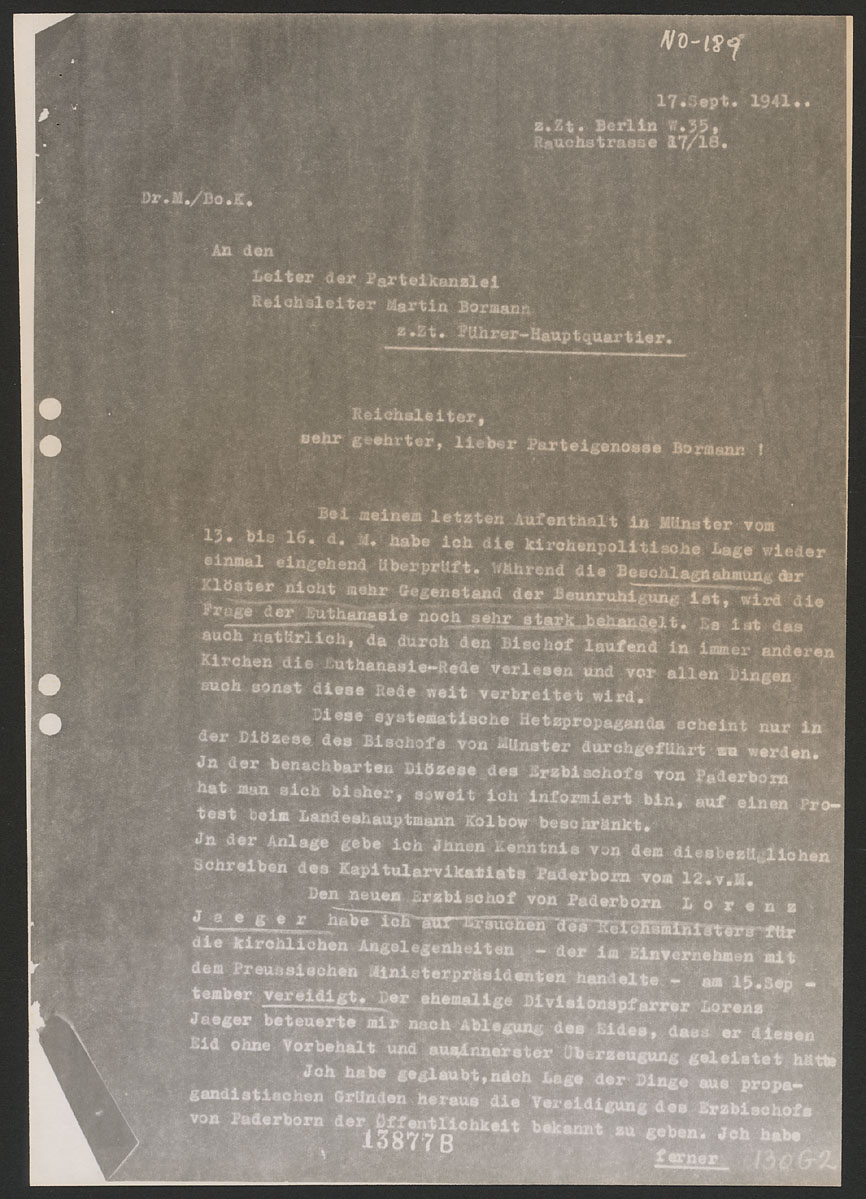 NO-189
17.Sept. 1941..
z.Zt. Berlin W.35,
Rauchstrasse 17/18.
Dr.M./Bo.K.
An den
Leiter der Parteikanzlei
Reichsleiter Martin Bormann
z.Zt. Führer-Hauptquartier.
Reichsleiter,
sehr geehrter, lieber Parteigenosse Bormann !
Bei meinem letzten Aufenthalt in Münster vom
13. bis 16. d. M. habe ich die kirchenpolitische Lage wieder
einmal eingehend überprüft. Während die Beschlagnahmung der
Klöster nicht mehr Gegenstand der Beunruhigung ist, wird die
Frage der Euthanasie noch sehr stark behandelt. Es ist das
auch natürlich, da durch den Bischof laufend in immer anderen
Kirchen die Euthanasie-Rede verlesen und vor allen Dingen
auch sonst diese Rede weit verbreitet wird.
Diese systematische Hetzpropaganda scheint nur in
der Diözese des Bischofs von Münster durchgeführt zu werden.
Jn der benachbarten Diözese des Erzbischofs von Paderborn
hat man sich bisher, soweit ich informiert bin, auf einen Pro-
test beim Landeshauptmann Kolbow beschränkt.
Jn der Anlage gebe ich Jhnen Kenntnis von dem diesbezüglichen
Schreiben des Kapitularvikatiats Paderborn vom 12.v.M.
Den neuen Erzbischof von Paderborn L o r e n z
J a e g e r habe ich auf Ersuchen des Reichsministers für
die kirchlichen Angelegenheiten - der im Einvernehmen mit
dem Preussischen Ministerpräsidenten handelte - am 15.Sep -
tember vereidigt. Der ehemalige Divisionspfarrer Lorenz
Jaeger beteuerte mir nach Ablegung des Eides, dass er diesen
Eid ohne Vorbehalt und aus innerster Überzeugung geleistet hätte
Jch habe geglaubt, nach Lage der Dinge aus propa-
gandistischen Gründen heraus die Vereidigung des Erzbischofs
von Paderborn der Öffentlichkeit bekannt zu geben. Jch habe
13877B
ferner 130G2